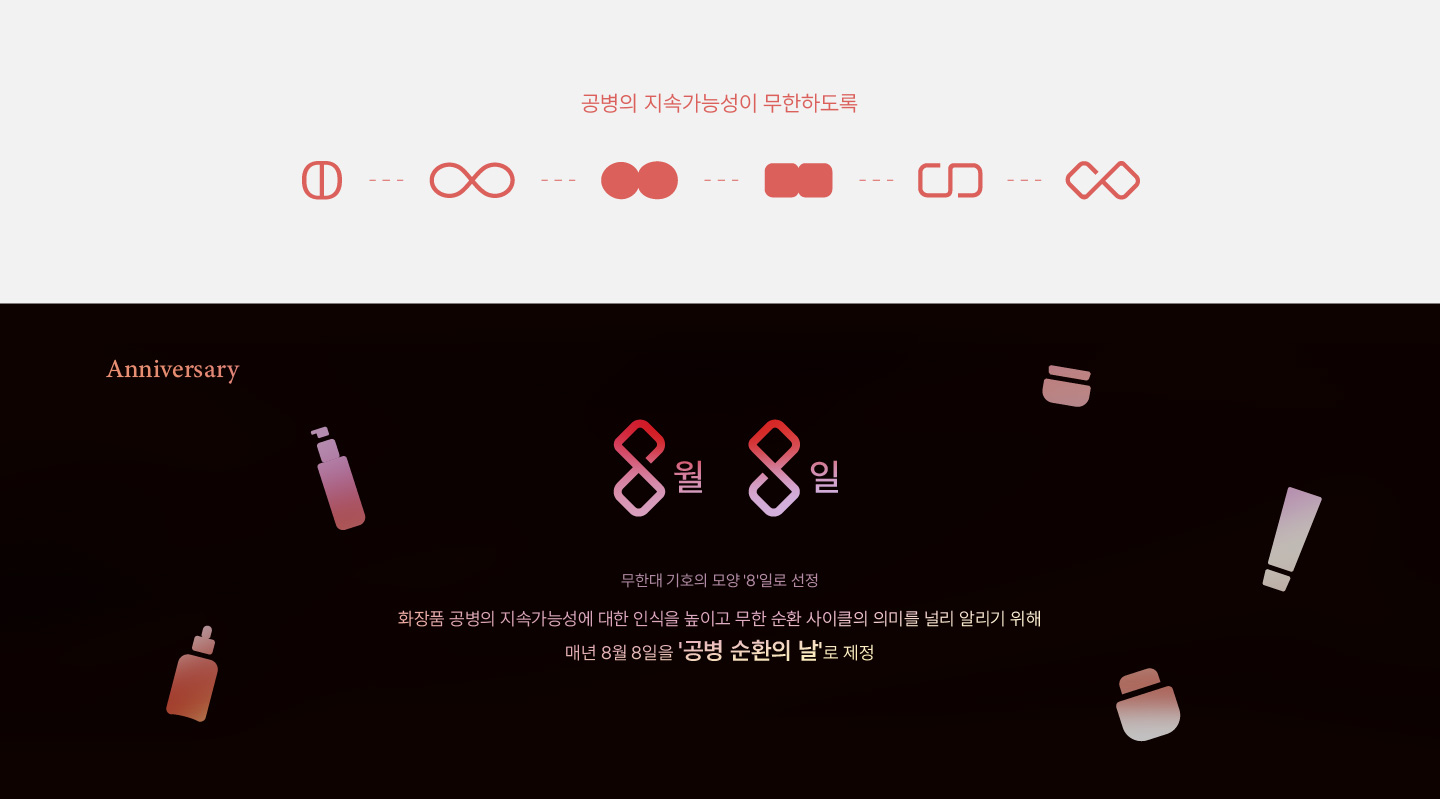 공병의 지속가능성이 무한하도록
Anniversary
8월 8일
무한대 기호의 모양 '8'일로 선정
화장품 공병의 지속가능성에 대한 인식을 높이고 무한 순환 사이클의 의미를 널리 알리기 위해
매년 8월 8일을 '공병 순환의 날'로 제정